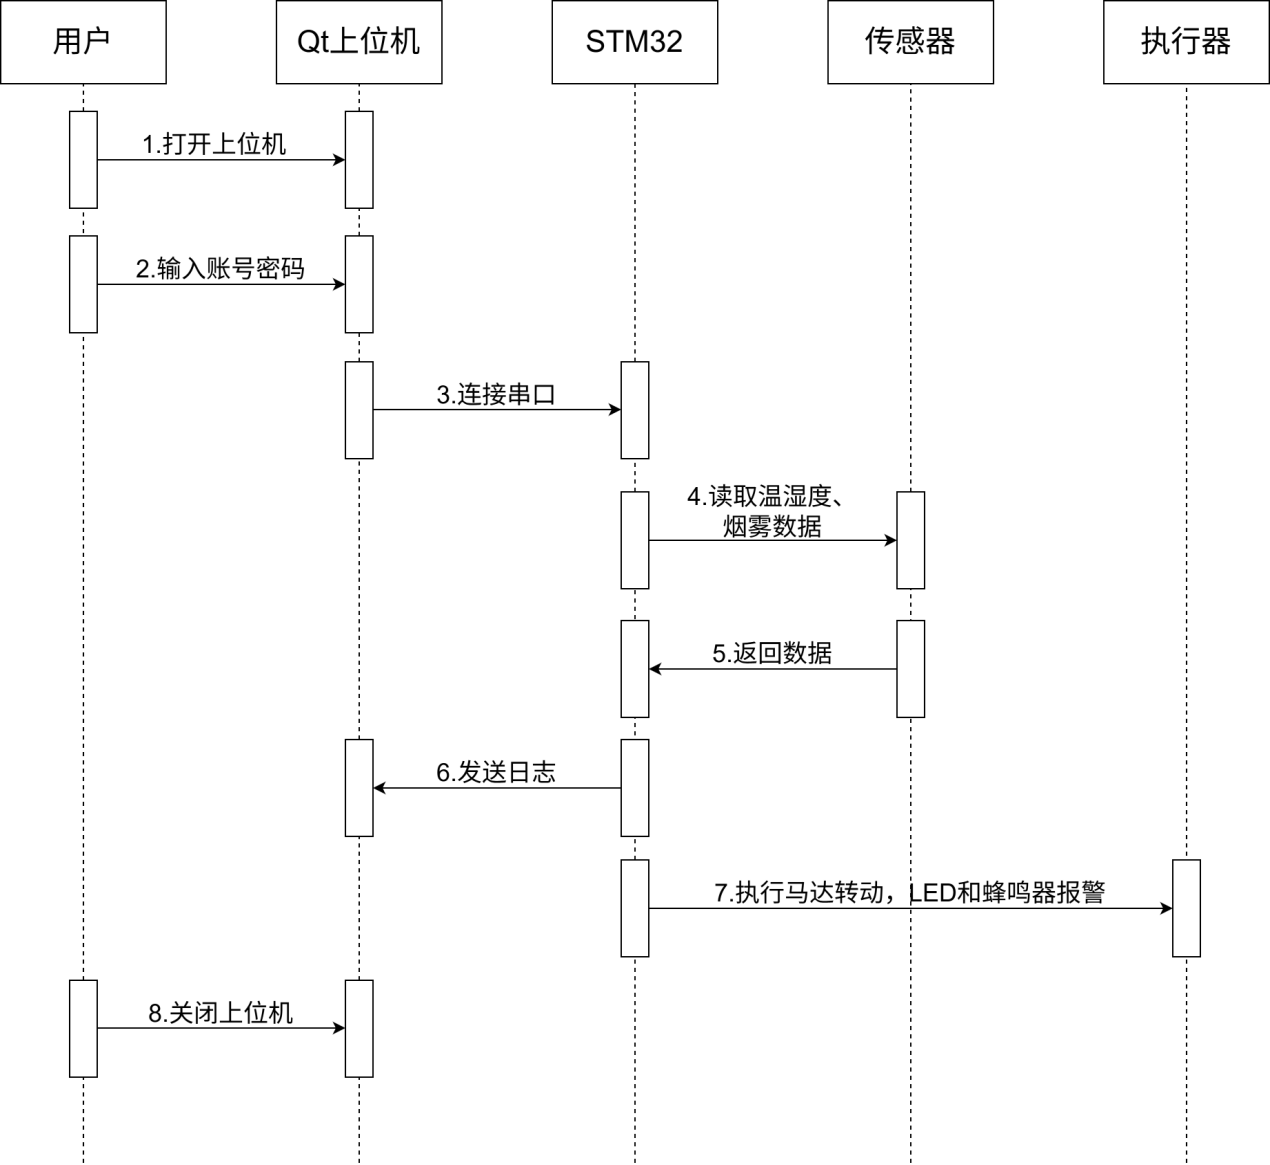 用户
Qt上位机
STM32
传感器
执行器
1.打开上位机
2.输入账号密码
3.连接串口
4.读取温湿度、
烟雾数据
5.返回数据
6.发送日志
7.执行马达转动，LED和蜂鸣器报警
8.关闭上位机